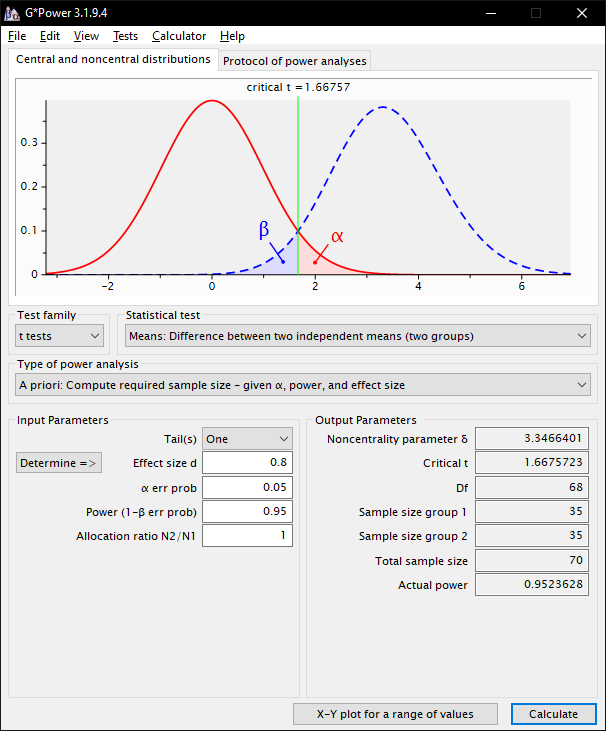 G*Power 3.1.9.4
File Edit View Tests Calculator Help
Central and noncentral distributions Protocol of power analyses
critical t = 1.66757
0.3
0.2
0.1
0
β
α
-2 0 2 4 6
Test family
t tests
Statistical test
Means: Difference between two independent means (two groups)
Type of power analysis
A priori: Compute required sample size – given α, power, and effect size
Input Parameters
Tail(s) One
Determine => Effect size d 0.8
α err prob 0.05
Power (1-β err prob) 0.95
Allocation ratio N2/N1 1
Output Parameters
Noncentrality parameter δ 3.3466401
Critical t 1.6675723
Df 68
Sample size group 1 35
Sample size group 2 35
Total sample size 70
Actual power 0.9523628
X-Y plot for a range of values Calculate